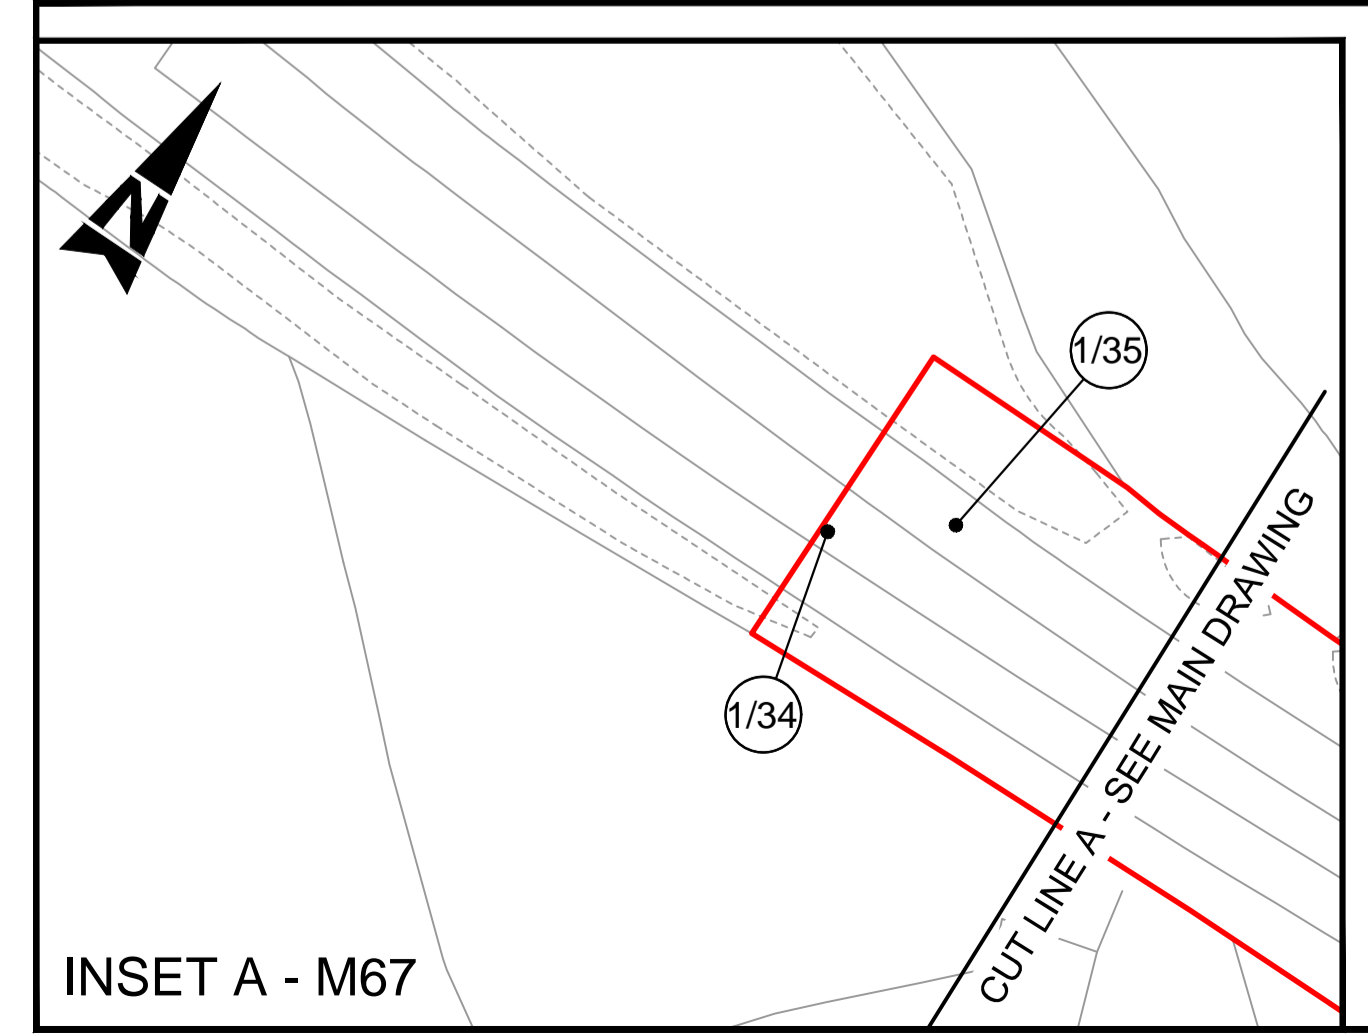 N
1/35
1/34
CUT LINE A - SEE MAIN DRAWING
INSET A - M67